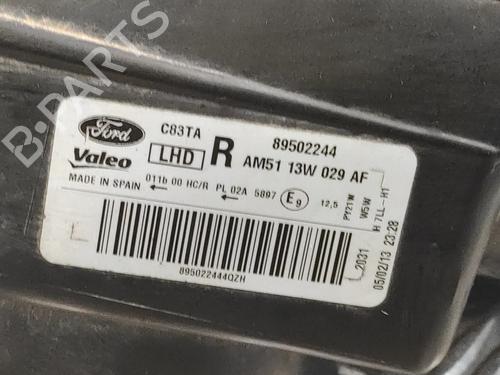 B-PARTS
Ford
C83TA
89502244
Valeo
LHD R AM51 13W 029 AF
MADE IN SPAIN 011b 00 HC/R PL 02A 5897 E9 12,5
PY21W
W5W
H7LL-H1
2031
05/02/13 23:28
895022444QZH